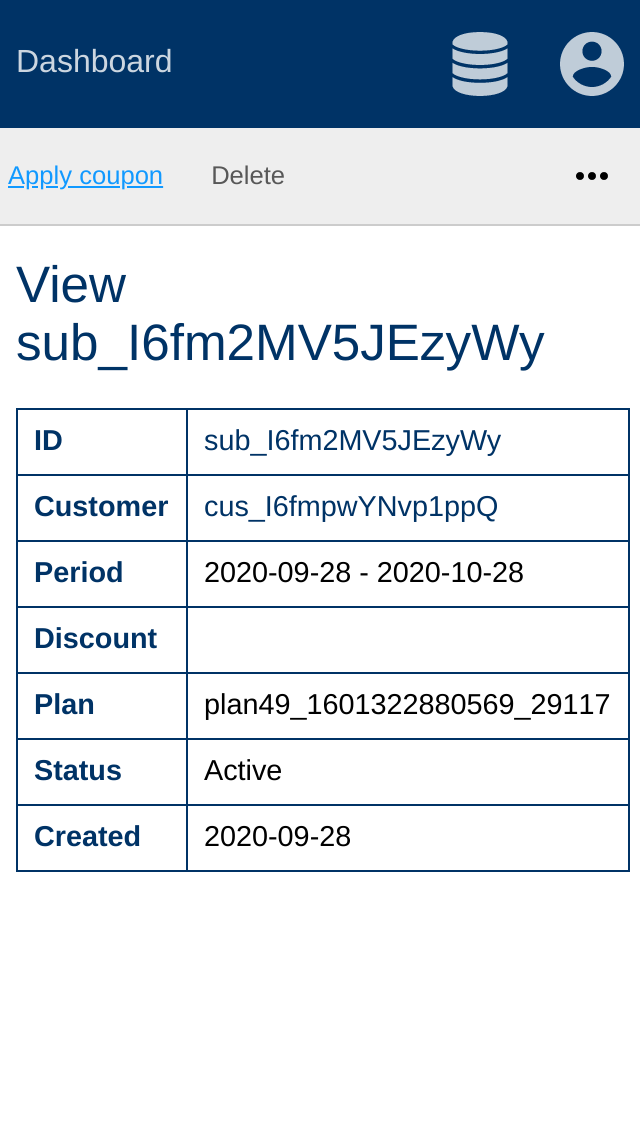 Dashboard
Apply coupon Delete
View
sub_I6fm2MV5JEzyWy
ID sub_I6fm2MV5JEzyWy
Customer cus_I6fmpwYNvp1ppQ
Period 2020-09-28 - 2020-10-28
Discount
Plan plan49_1601322880569_29117
Status Active
Created 2020-09-28